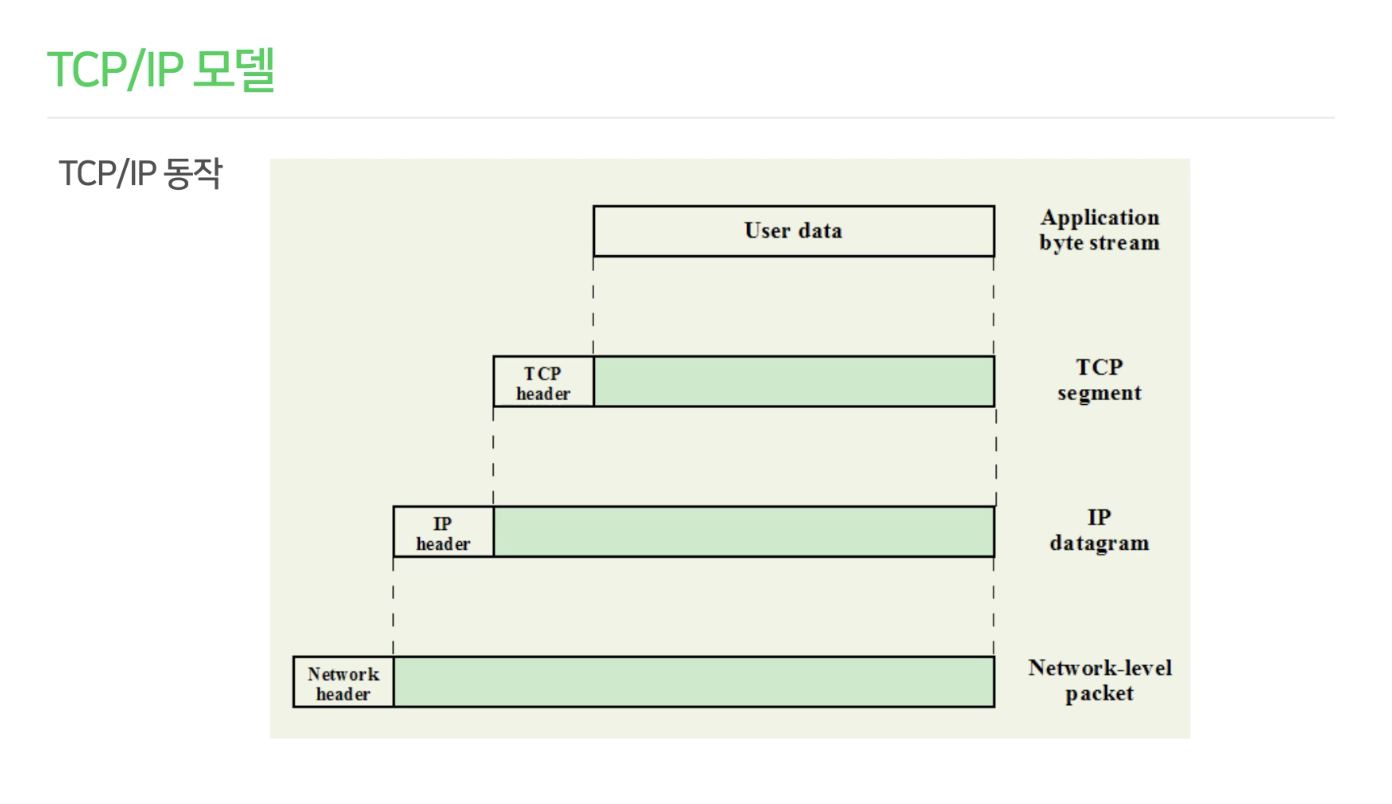 TCP/IP 모델
TCP/IP 동작
User data
Application
byte stream
TCP
header
TCP
segment
IP
header
IP
datagram
Network
header
Network-level
packet